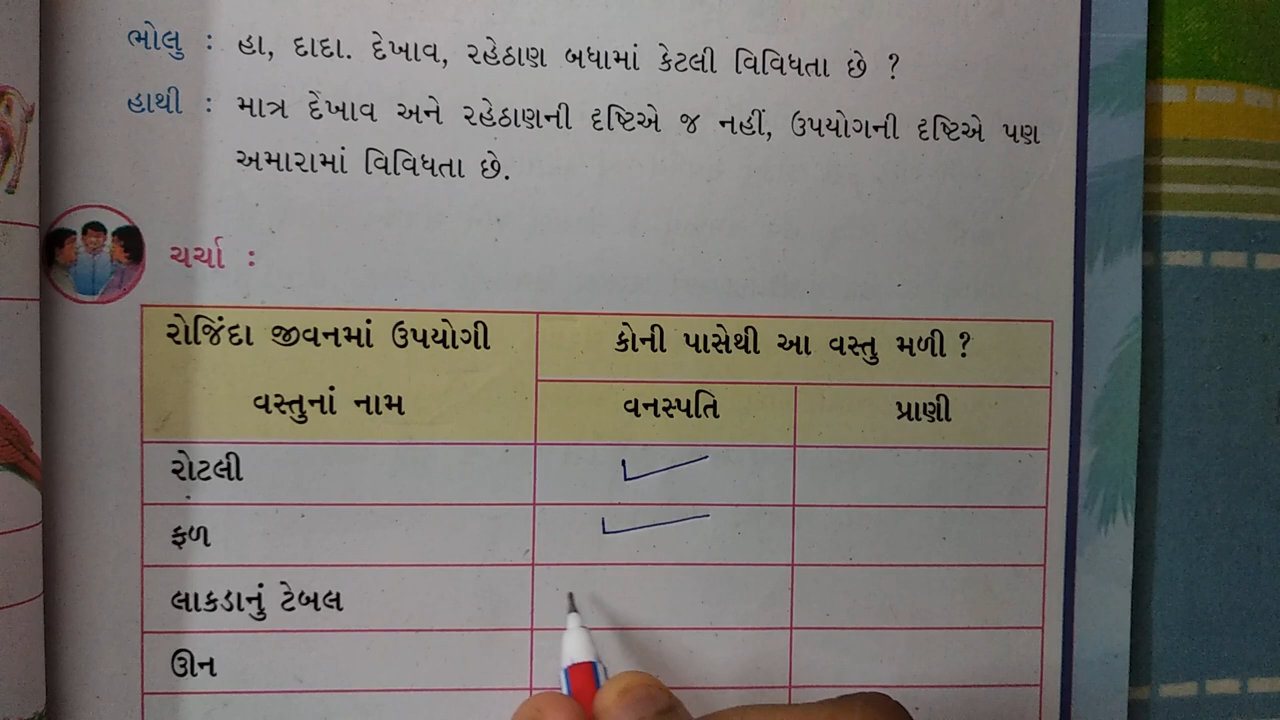 ભોલુ : હા, દાદા. દેખાવ, રહેઠાણ બધામાં કેટલી વિવિધતા છે ?
હાથી : માત્ર દેખાવ અને રહેઠાણની દૃષ્ટિએ જ નહીં, ઉપયોગની દૃષ્ટિએ પણ
અમારામાં વિવિધતા છે.
ચર્ચા :
રોજિંદા જીવનમાં ઉપયોગી
વસ્તુનાં નામ
કોની પાસેથી આ વસ્તુ મળી ?
વનસ્પતિ પ્રાણી
રોટલી ✓
ફળ ✓
લાકડાનું ટેબલ
ઊન